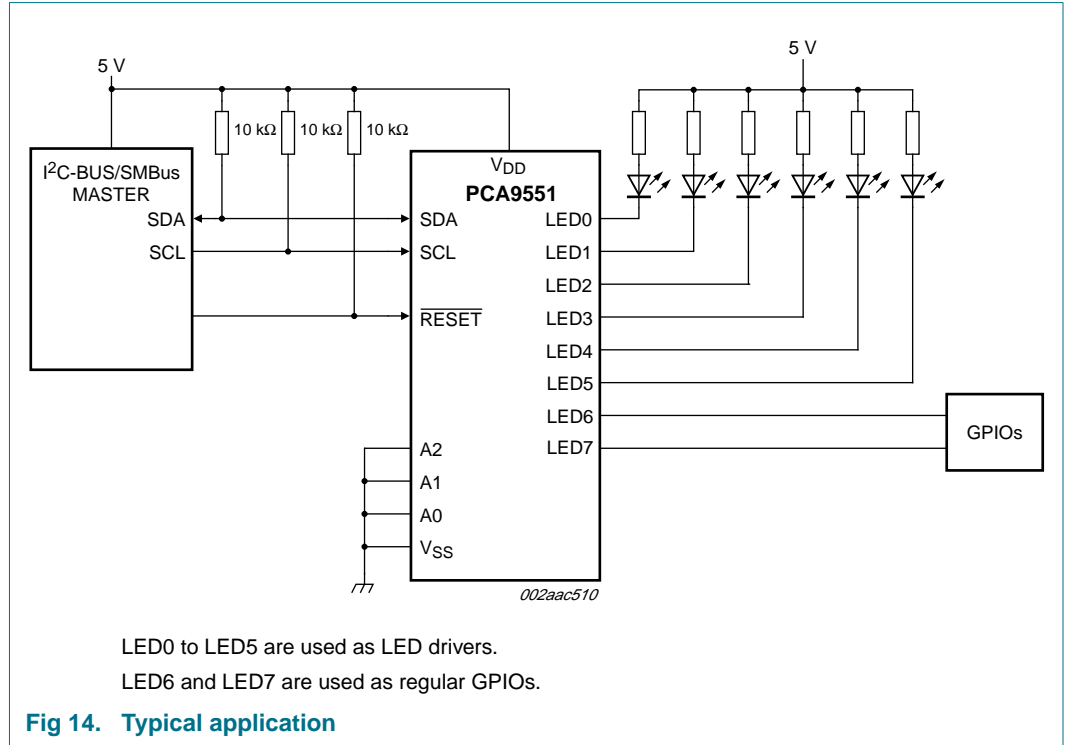 5 V
5 V
10 kΩ 10 kΩ 10 kΩ
I²C-BUS/SMBus
MASTER
SDA
SCL
VDD
PCA9551
SDA
SCL
RESET
A2
A1
A0
VSS
LED0
LED1
LED2
LED3
LED4
LED5
LED6
LED7
GPIOs
002aac510
LED0 to LED5 are used as LED drivers.
LED6 and LED7 are used as regular GPIOs.
Fig 14. Typical application